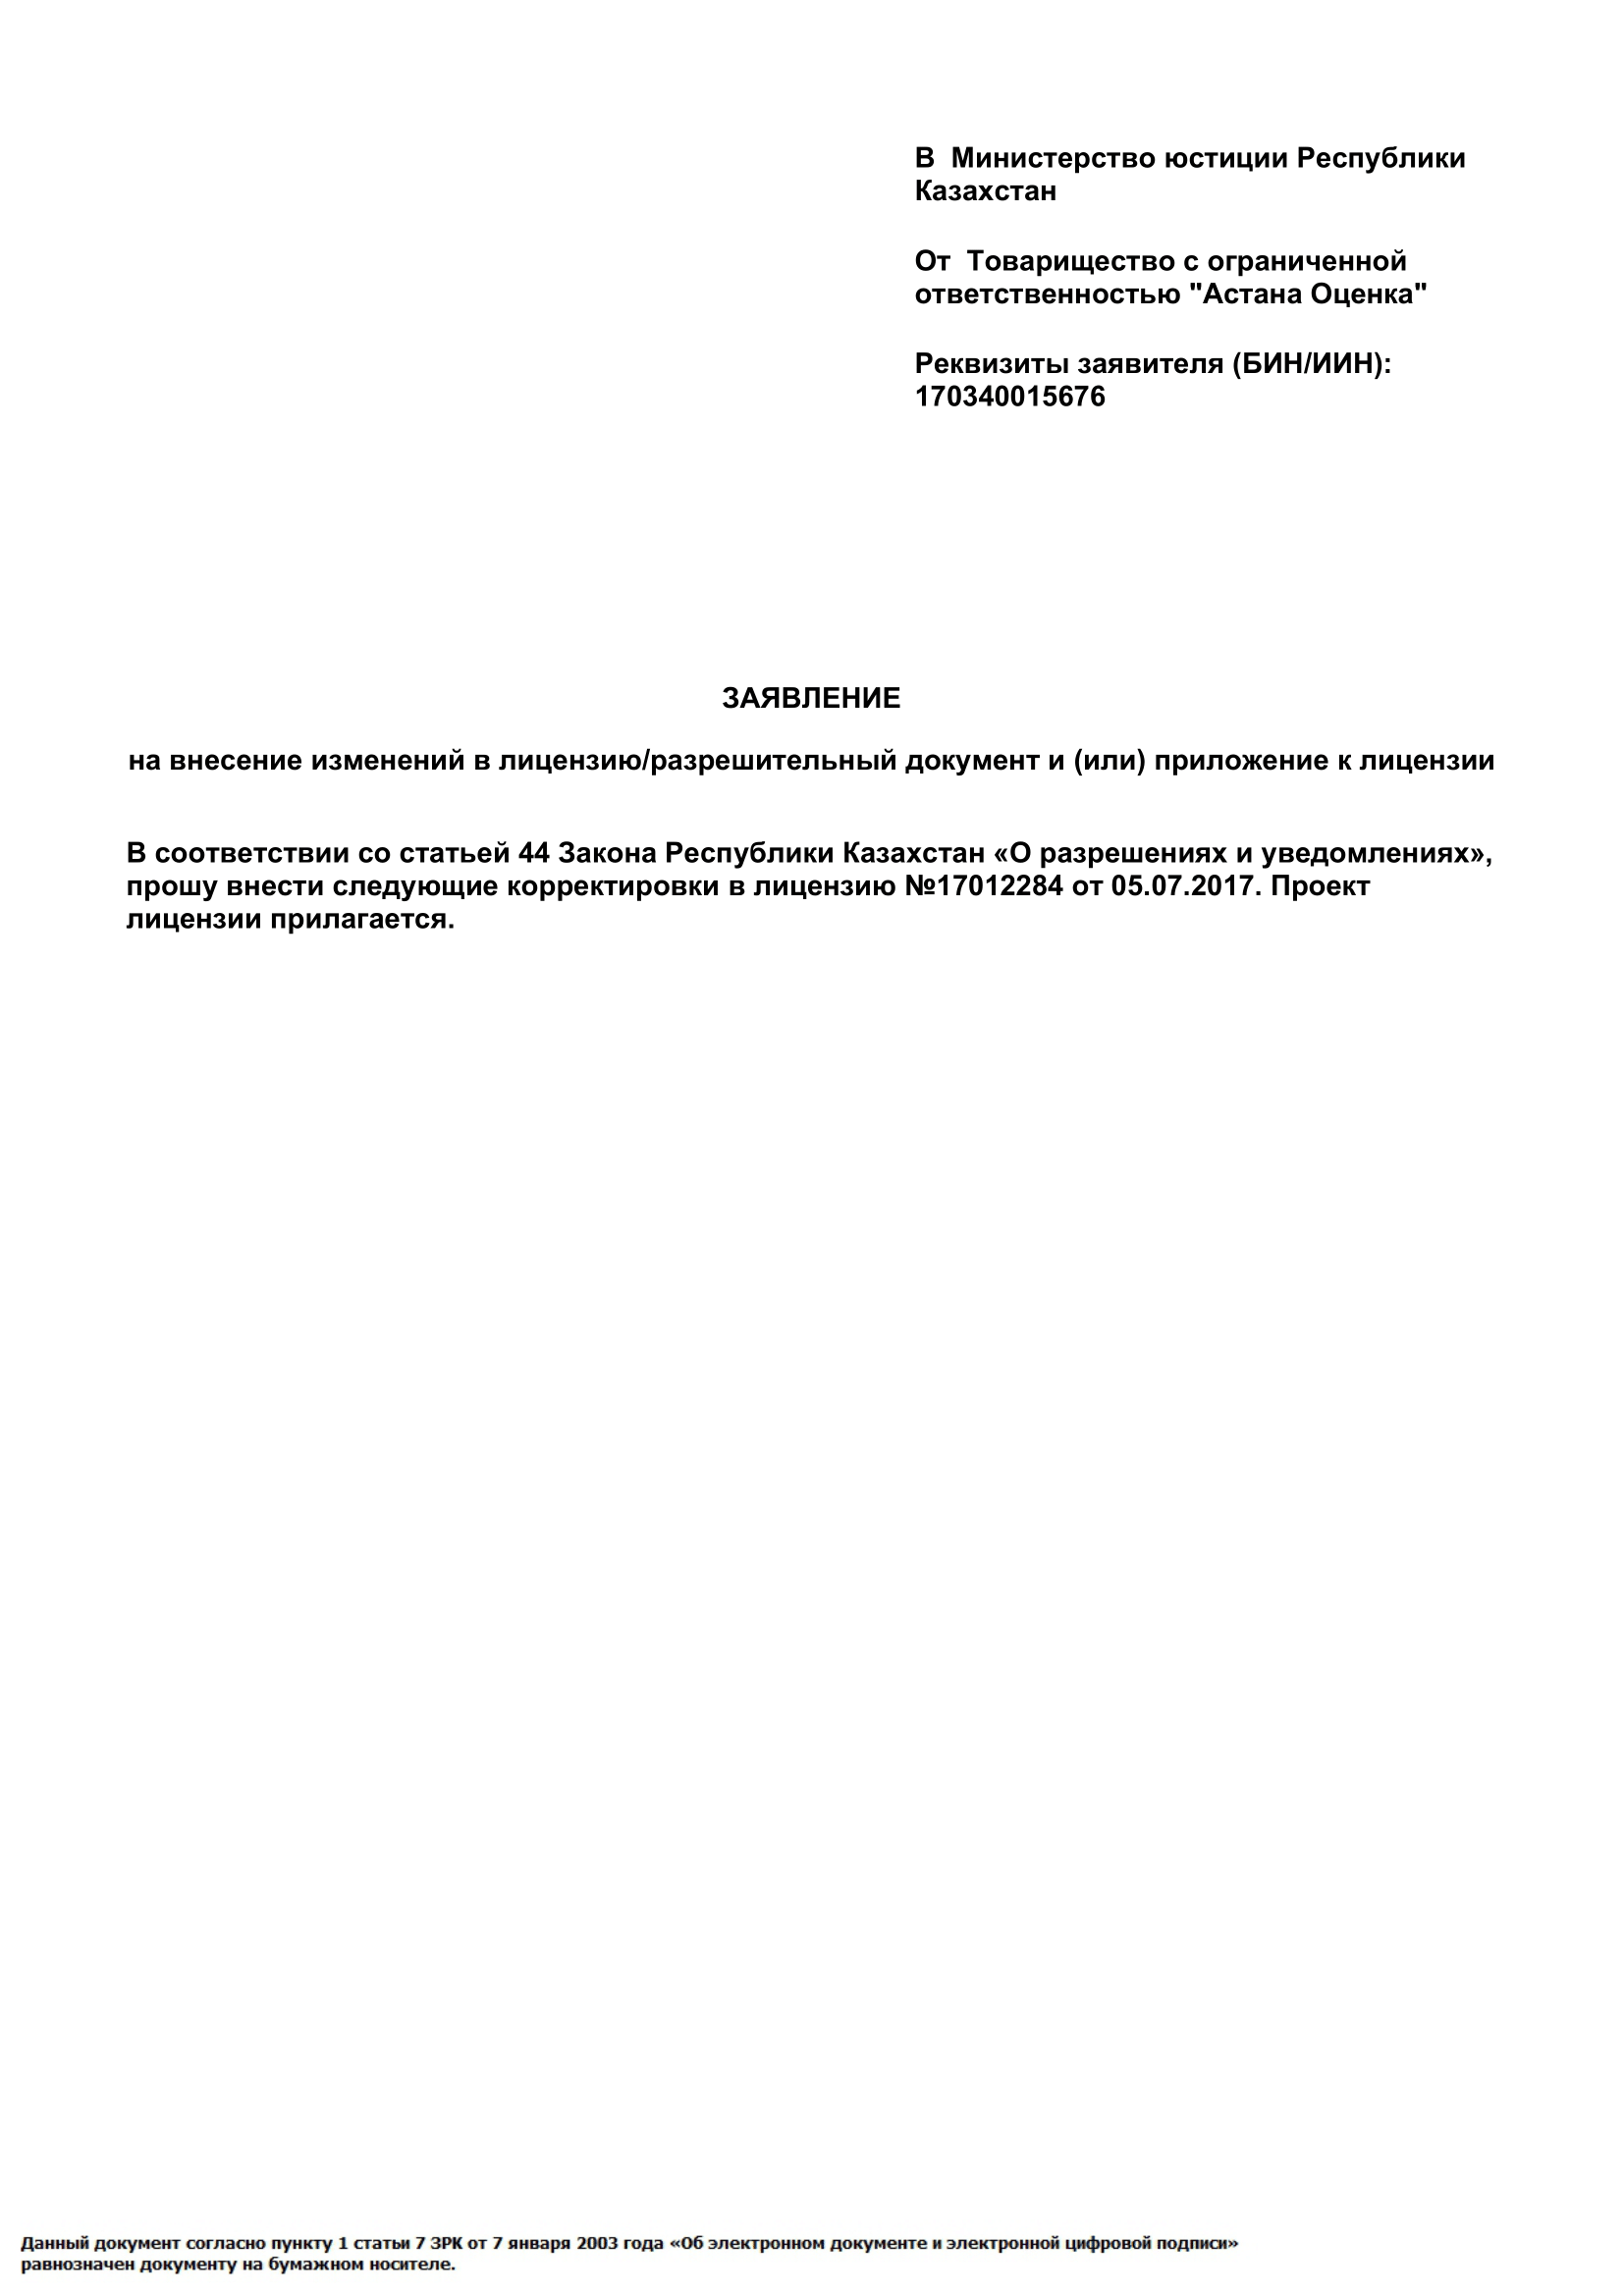 В  Министерство юстиции Республики
Казахстан
От  Товарищество с ограниченной
ответственностью "Астана Оценка"
Реквизиты заявителя (БИН/ИИН):
170340015676
ЗАЯВЛЕНИЕ
на внесение изменений в лицензию/разрешительный документ и (или) приложение к лицензии
В соответствии со статьей 44 Закона Республики Казахстан «О разрешениях и уведомлениях»,
прошу внести следующие корректировки в лицензию №17012284 от 05.07.2017. Проект
лицензии прилагается.
Данный документ согласно пункту 1 статьи 7 ЗРК от 7 января 2003 года «Об электронном документе и электронной цифровой подписи»
равнозначен документу на бумажном носителе.